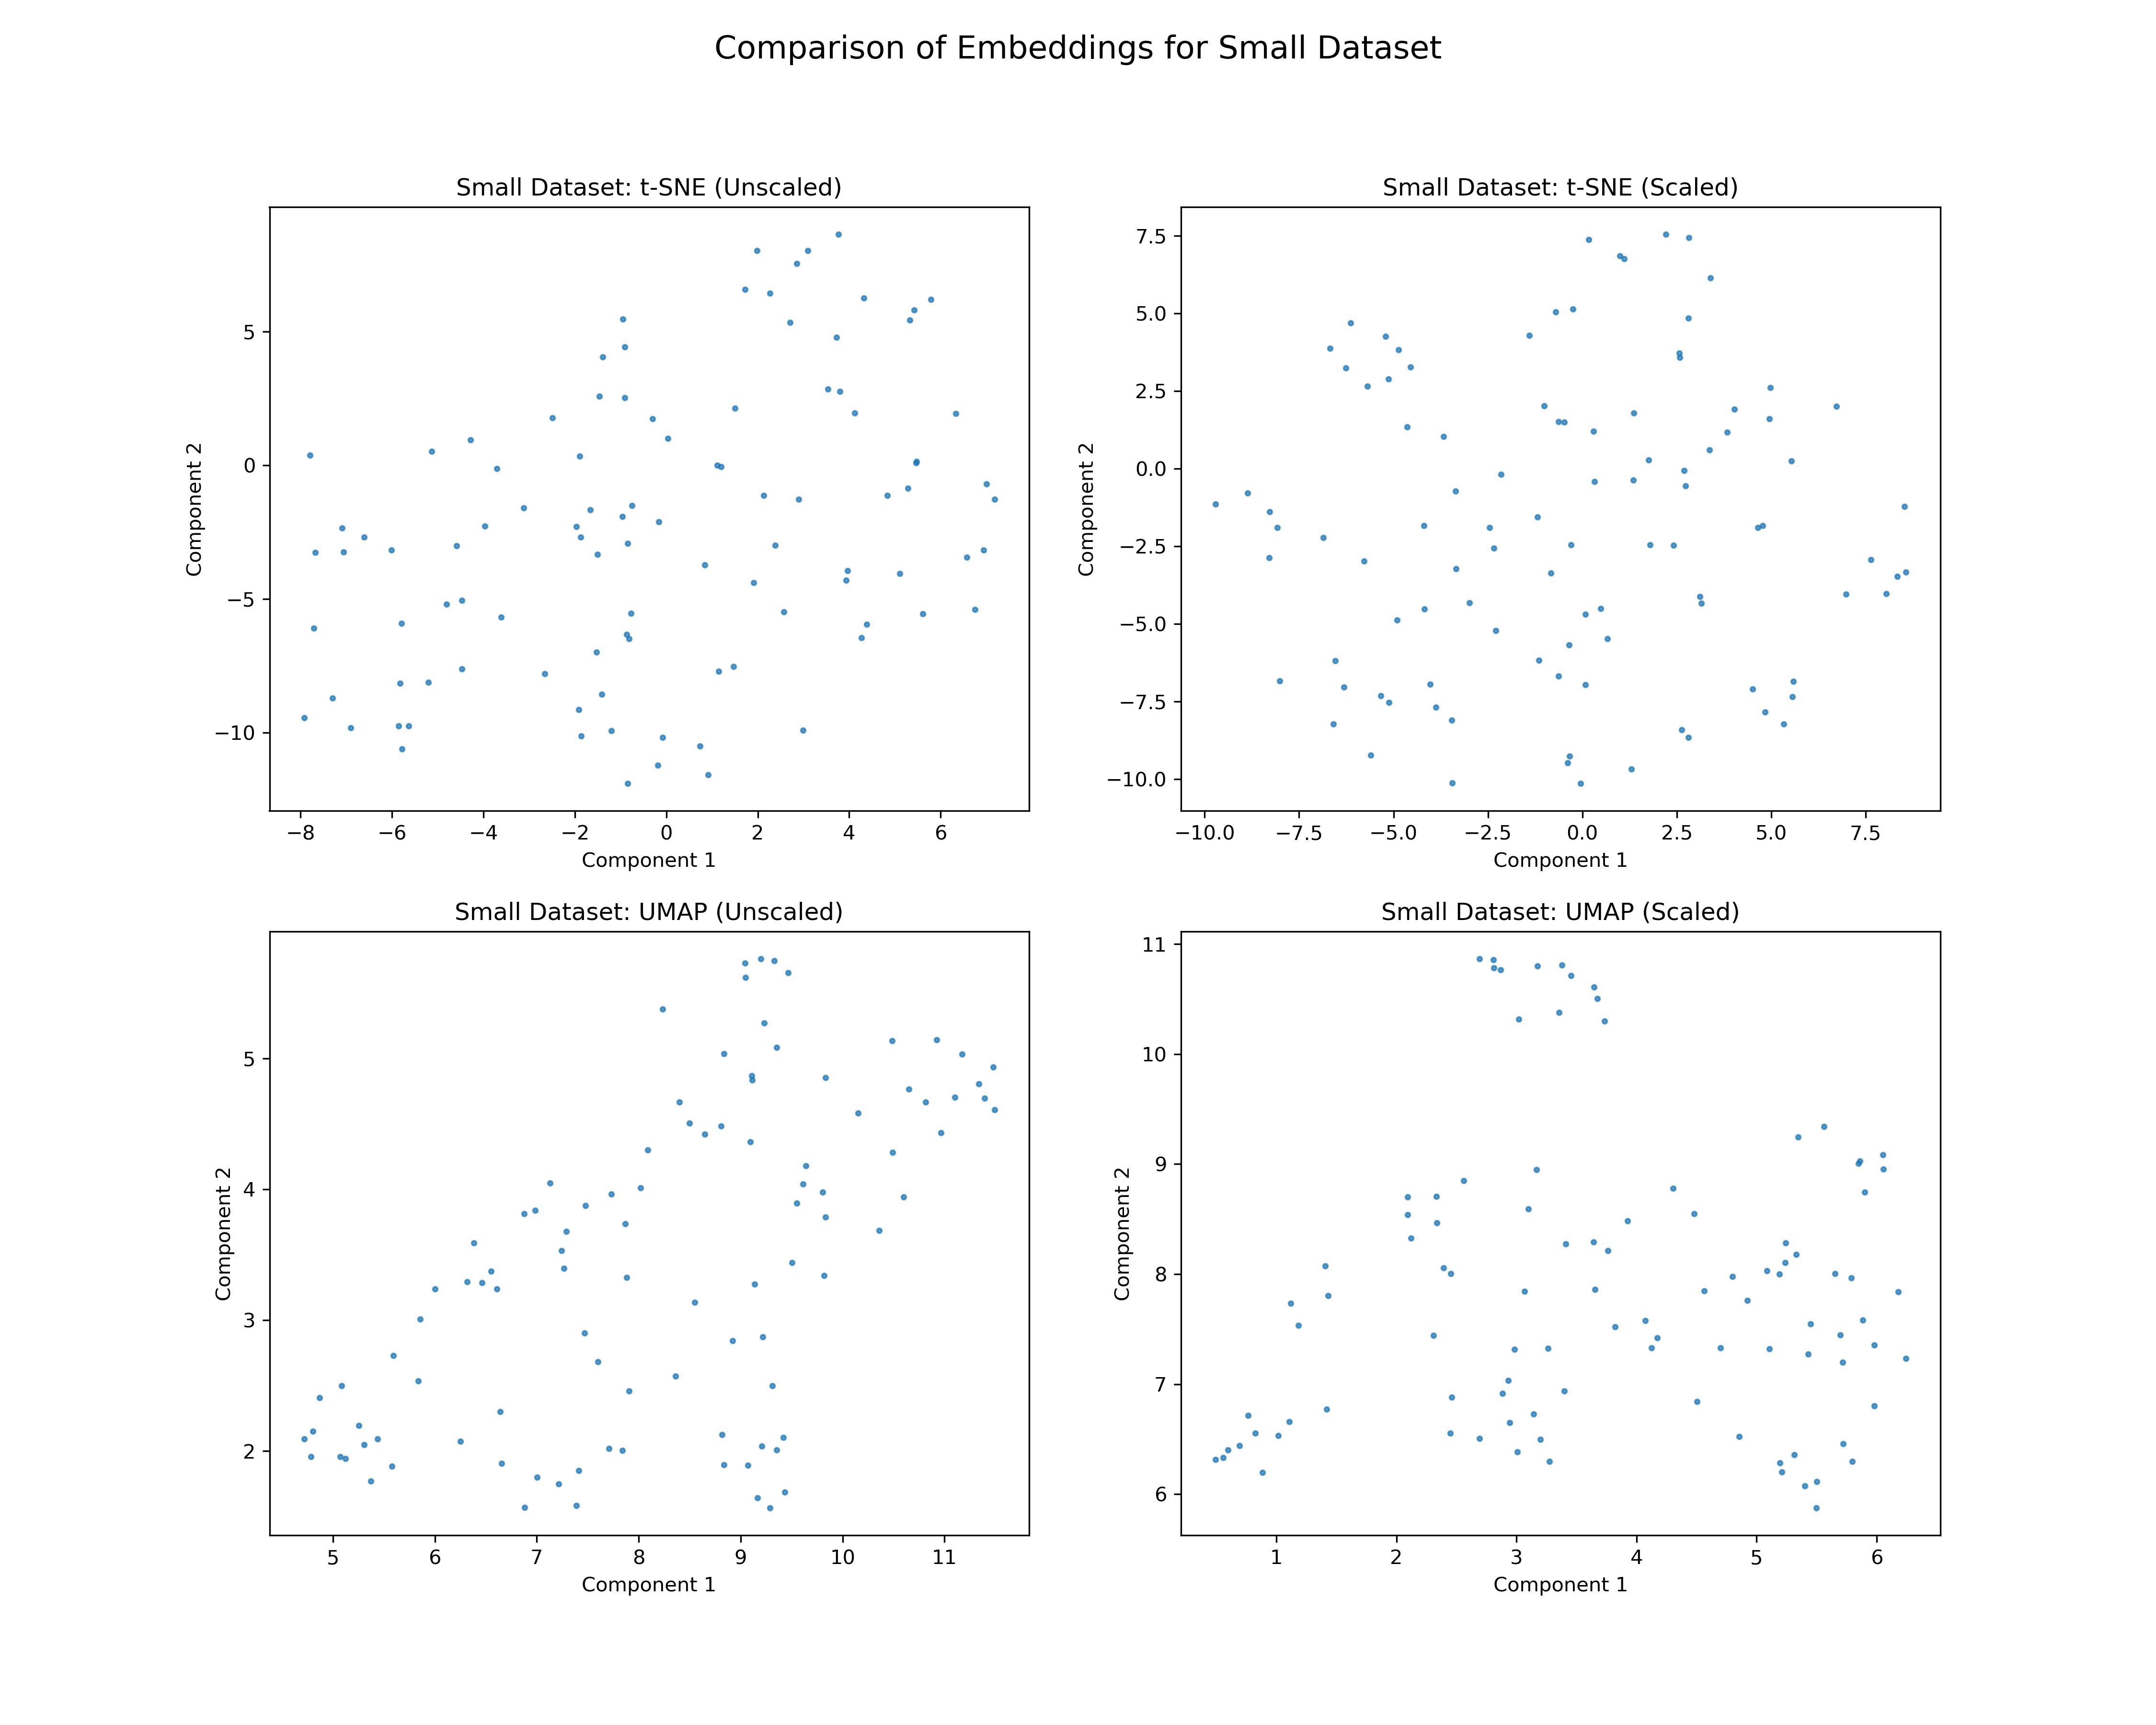 Comparison of Embeddings for Small Dataset
Small Dataset: t-SNE (Unscaled)
5
0
−5
−10
Component 2
−8 −6 −4 −2 0 2 4 6
Component 1
Small Dataset: t-SNE (Scaled)
7.5
5.0
2.5
0.0
−2.5
−5.0
−7.5
−10.0
Component 2
−10.0 −7.5 −5.0 −2.5 0.0 2.5 5.0 7.5
Component 1
Small Dataset: UMAP (Unscaled)
5
4
3
2
Component 2
5 6 7 8 9 10 11
Component 1
Small Dataset: UMAP (Scaled)
11
10
9
8
7
6
Component 2
1 2 3 4 5 6
Component 1